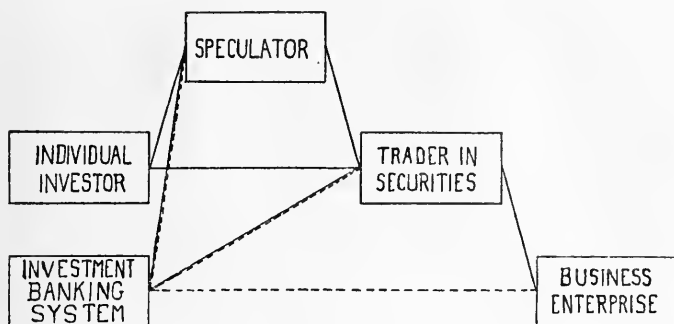 SPECULATOR
INDIVIDUAL
INVESTOR
TRADER IN
SECURITIES
INVESTMENT
BANKING
SYSTEM
BUSINESS
ENTERPRISE